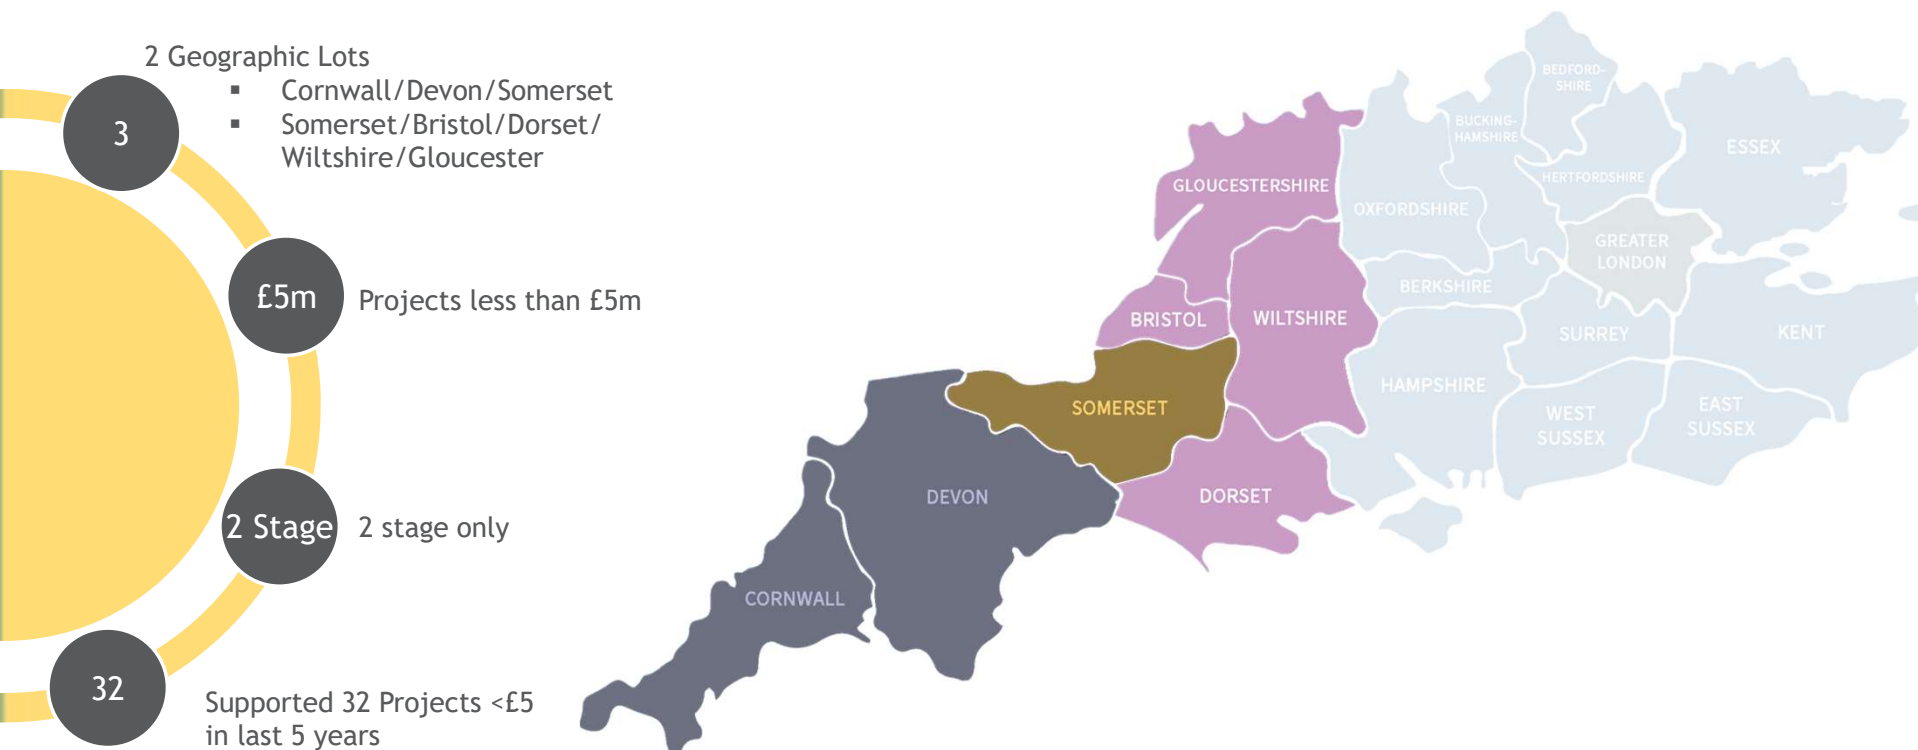 2 Geographic Lots
▪ Cornwall/Devon/Somerset
▪ Somerset/Bristol/Dorset/
Wiltshire/Gloucester
3
£5m
Projects less than £5m
2 Stage
2 stage only
32
Supported 32 Projects <£5
in last 5 years
BEDFORD-
SHIRE
BUCKING-
HAMSHIRE
ESSEX
HERTFORDSHIRE
GLOUCESTERSHIRE
OXFORDSHIRE
GREATER
LONDON
BERKSHIRE
BRISTOL
WILTSHIRE
SURREY
KENT
HAMPSHIRE
SOMERSET
WEST
SUSSEX
EAST
SUSSEX
DEVON
DORSET
CORNWALL